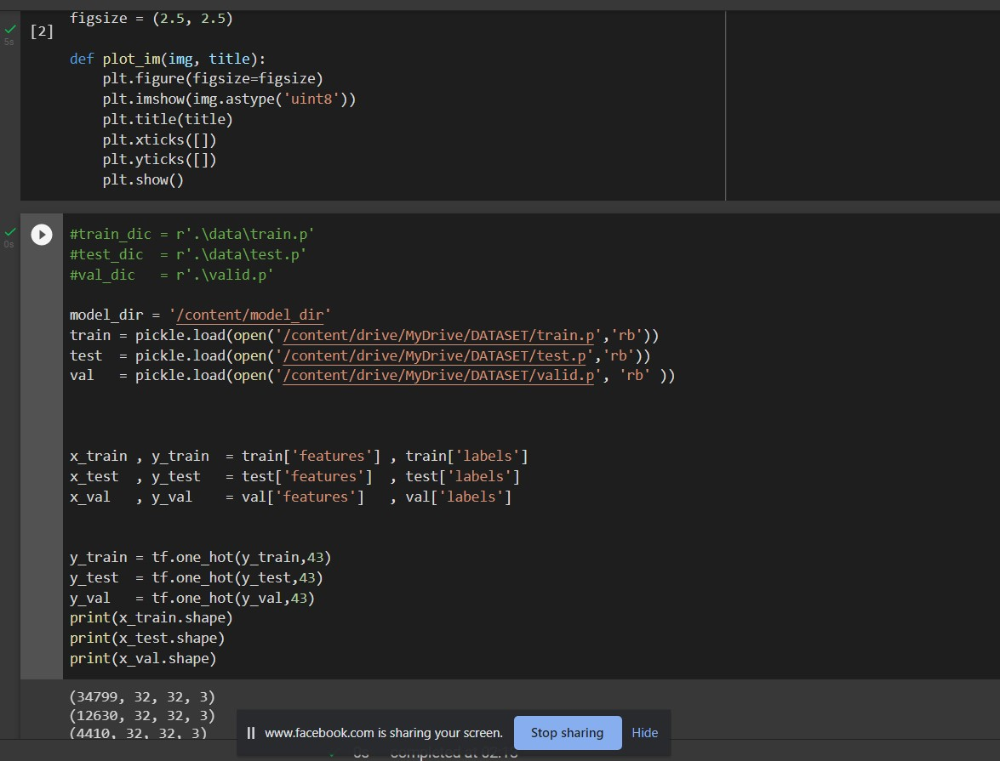 figsize = (2.5, 2.5)
[2]
5s
def plot_im(img, title):
    plt.figure(figsize=figsize)
    plt.imshow(img.astype('uint8'))
    plt.title(title)
    plt.xticks([])
    plt.yticks([])
    plt.show()
0s
#train_dic = r'.\data\train.p'
#test_dic  = r'.\data\test.p'
#val_dic   = r'.\valid.p'
model_dir = '/content/model_dir'
train = pickle.load(open('/content/drive/MyDrive/DATASET/train.p','rb'))
test  = pickle.load(open('/content/drive/MyDrive/DATASET/test.p','rb'))
val   = pickle.load(open('/content/drive/MyDrive/DATASET/valid.p', 'rb' ))
x_train , y_train  = train['features'] , train['labels']
x_test  , y_test   = test['features']  , test['labels']
x_val   , y_val    = val['features']   , val['labels']
y_train = tf.one_hot(y_train,43)
y_test  = tf.one_hot(y_test,43)
y_val   = tf.one_hot(y_val,43)
print(x_train.shape)
print(x_test.shape)
print(x_val.shape)
(34799, 32, 32, 3)
(12630, 32, 32, 3)
(4410, 32, 32, 3)
www.facebook.com is sharing your screen. Stop sharing Hide
0s completed at